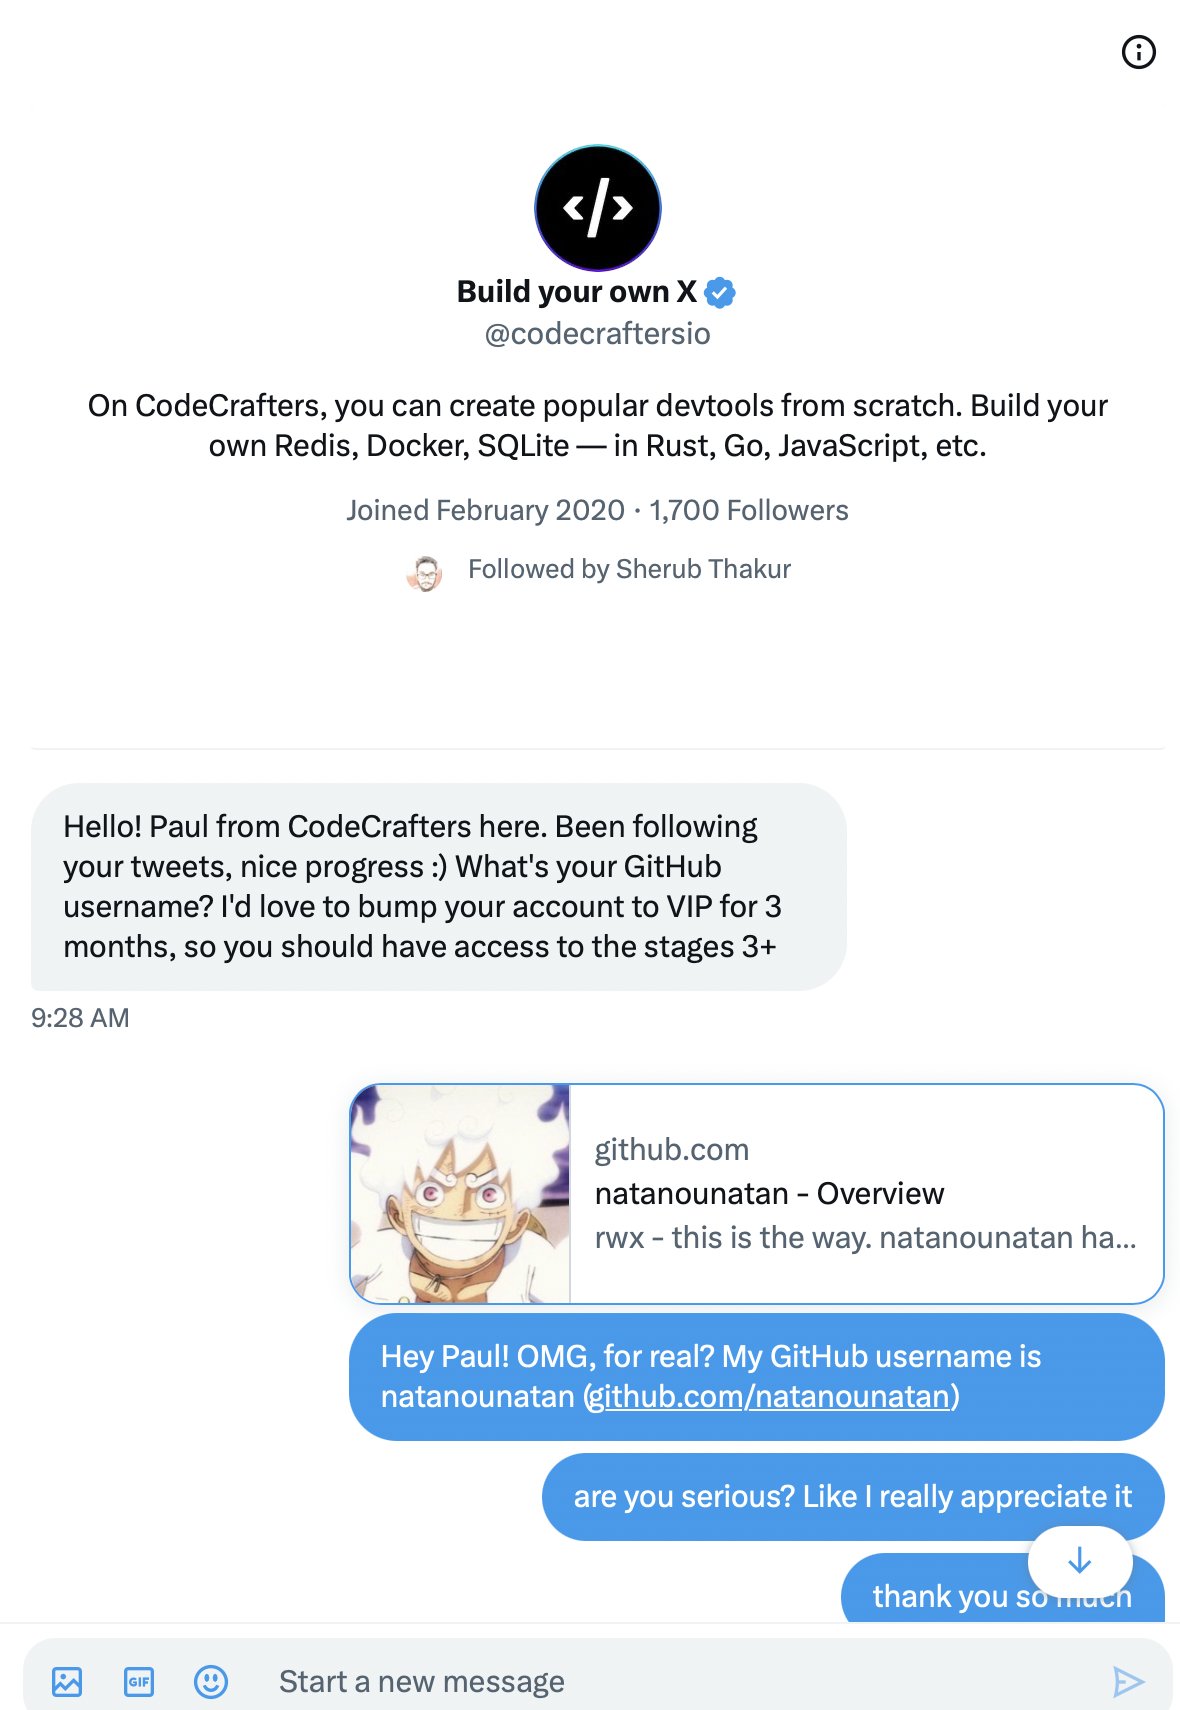 </>
Build your own X
@codecraftersio
On CodeCrafters, you can create popular devtools from scratch. Build your
own Redis, Docker, SQLite — in Rust, Go, JavaScript, etc.
Joined February 2020 · 1,700 Followers
Followed by Sherub Thakur
Hello! Paul from CodeCrafters here. Been following
your tweets, nice progress :) What's your GitHub
username? I'd love to bump your account to VIP for 3
months, so you should have access to the stages 3+
9:28 AM
github.com
natanounatan - Overview
rwx - this is the way. natanounatan ha...
Hey Paul! OMG, for real? My GitHub username is
natanounatan (github.com/natanounatan)
are you serious? Like I really appreciate it
thank you so much
GIF
Start a new message